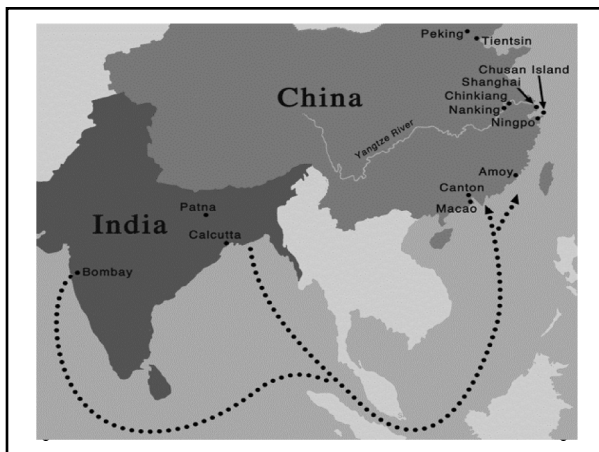 Peking
Tientsin
Chusan Island
Shanghai
China
Chinkiang
Nanking
Ningpo
Yangtze River
Amoy
Patna
Canton
India
Macao
Calcutta
Bombay